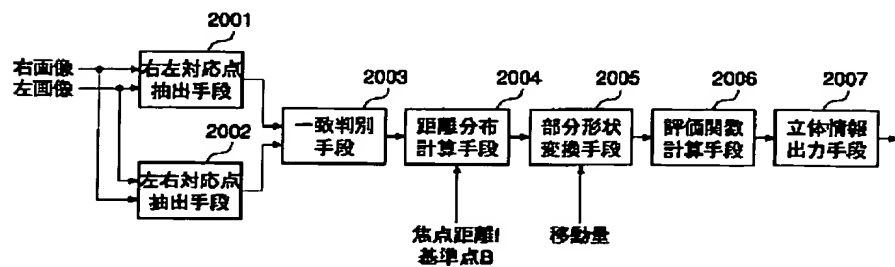 2001
右画像
左画像
右左対応点
抽出手段
2002
左右対応点
抽出手段
2003
一致判別
手段
2004
距離分布
計算手段
2005
部分形状
変換手段
2006
評価関数
計算手段
2007
立体情報
出力手段
焦点距離f
基準点B
移動量